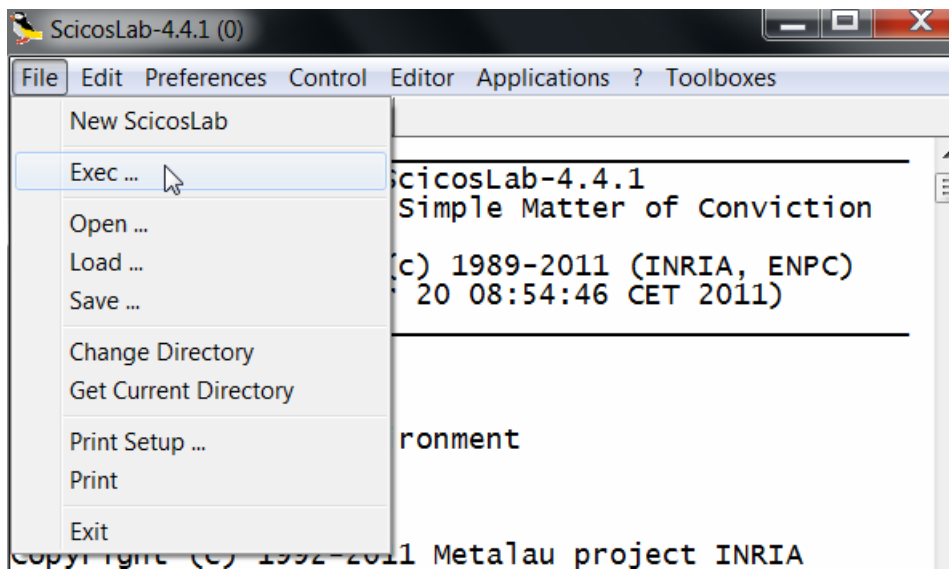 ScicosLab-4.4.1 (0)
File Edit Preferences Control Editor Applications ? Toolboxes
New ScicosLab
Exec ...
Open ...
Load ...
Save ...
Change Directory
Get Current Directory
Print Setup ...
Print
Exit
ScicosLab-4.4.1
Simple Matter of Conviction
(c) 1989-2011 (INRIA, ENPC)
20 08:54:46 CET 2011)
ronment
Copyright (c) 1992-2011 Metalau project INRIA